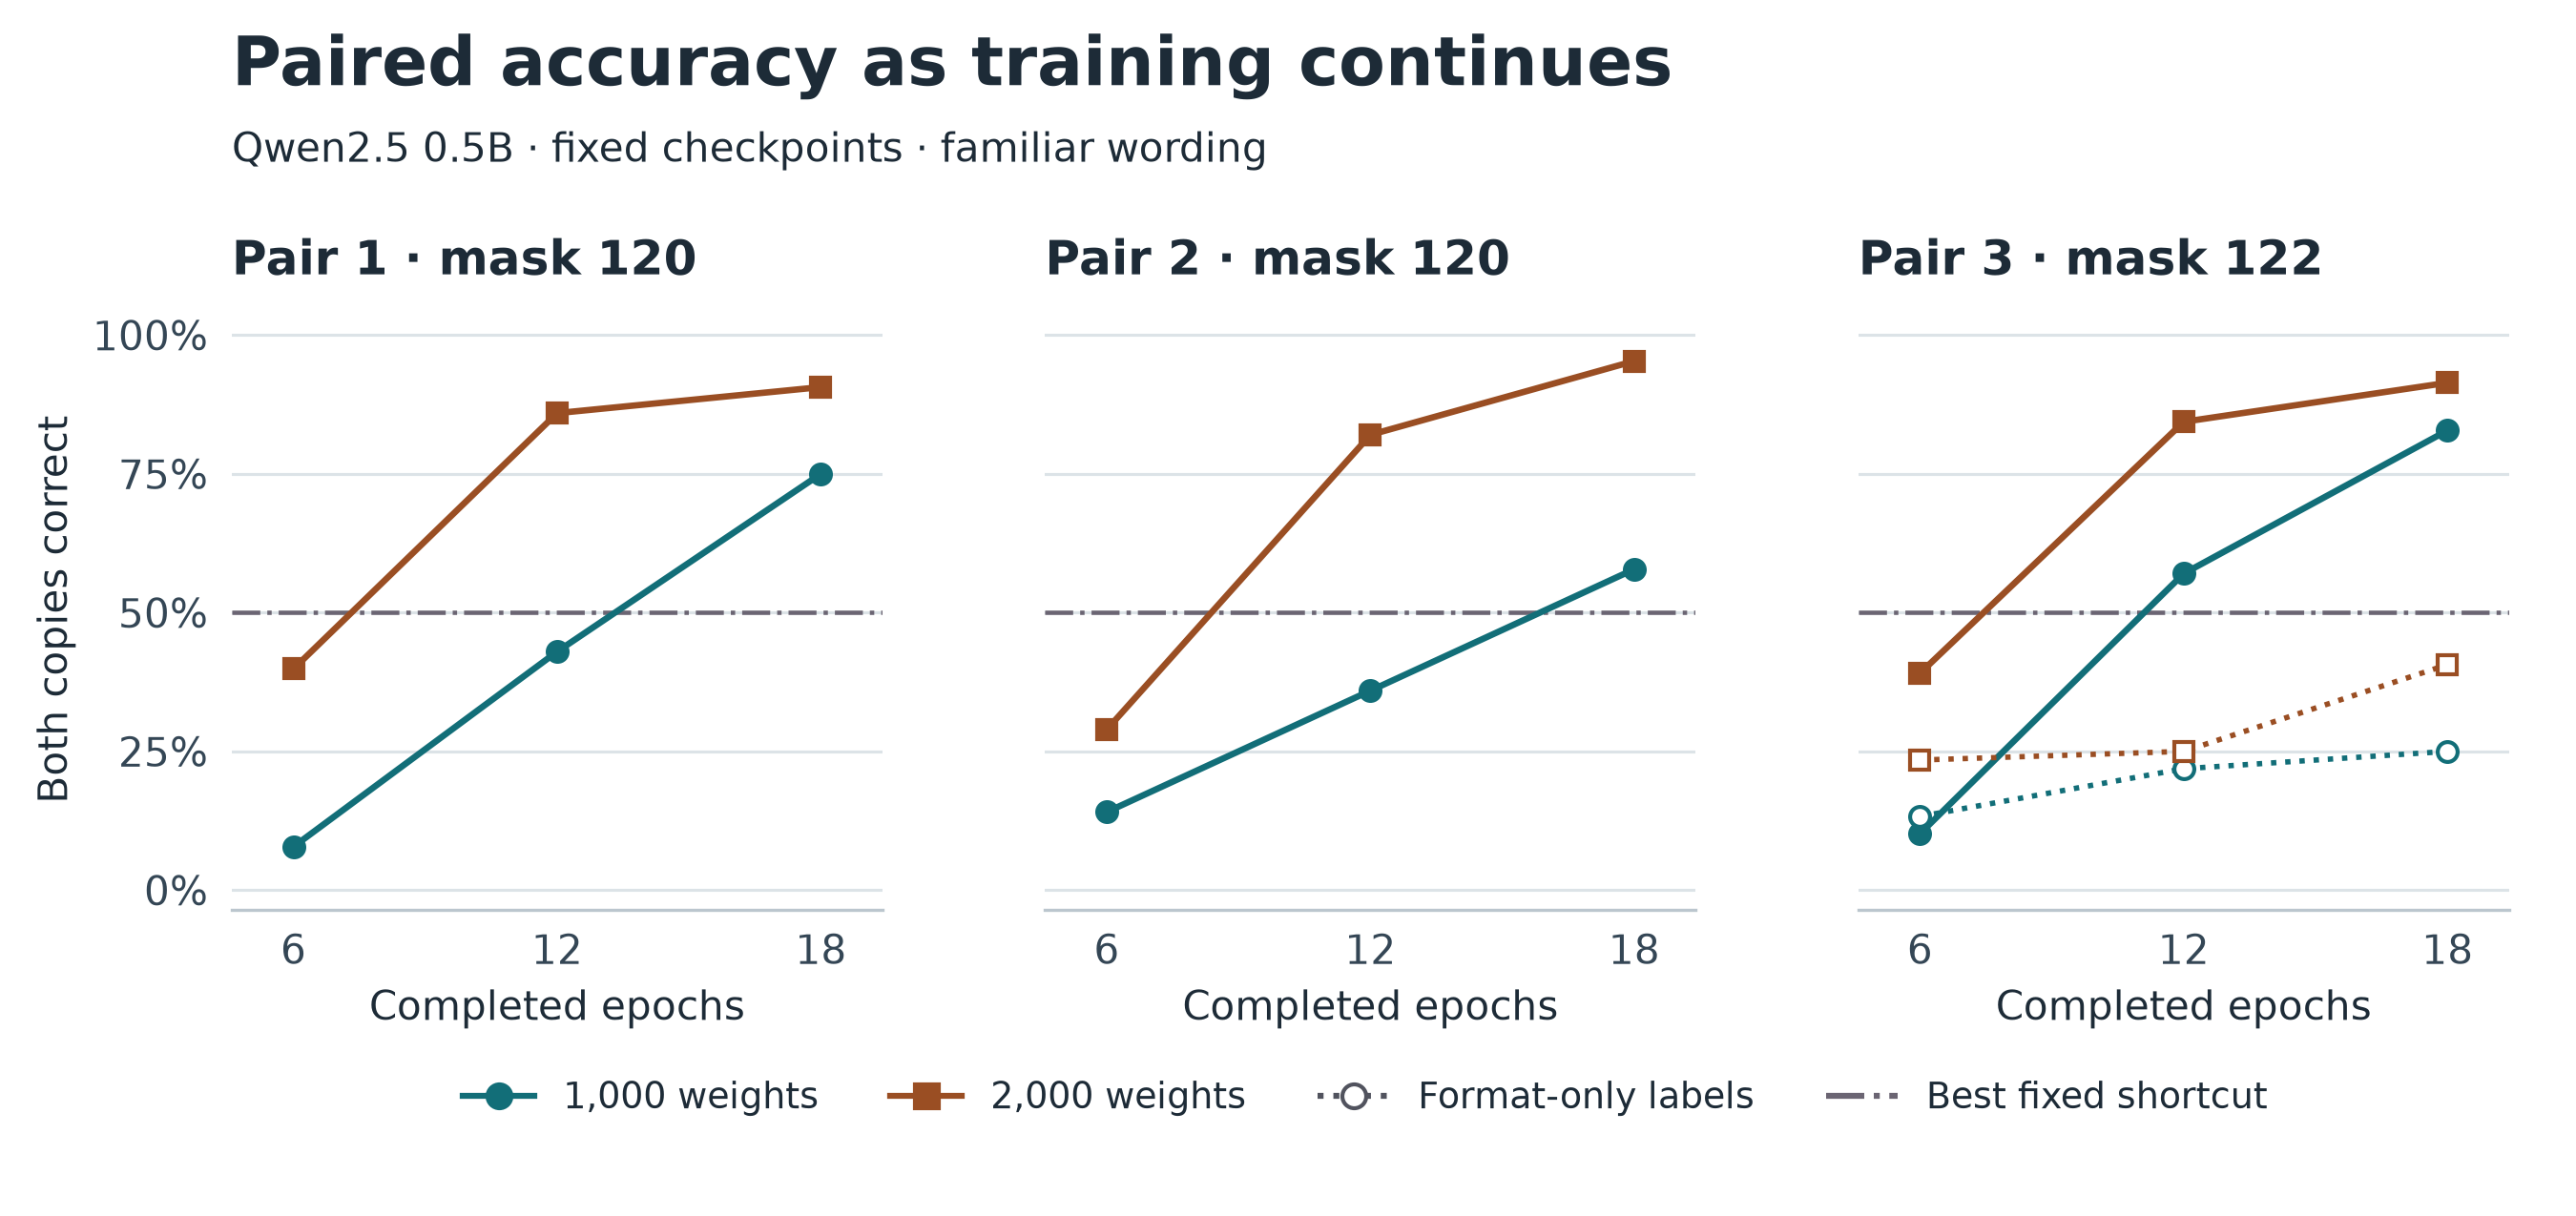 Paired accuracy as training continues
Qwen2.5 0.5B · fixed checkpoints · familiar wording
Pair 1 · mask 120
Pair 2 · mask 120
Pair 3 · mask 122
Both copies correct
100%
75%
50%
25%
0%
6 12 18
6 12 18
6 12 18
Completed epochs
Completed epochs
Completed epochs
1,000 weights
2,000 weights
Format-only labels
Best fixed shortcut